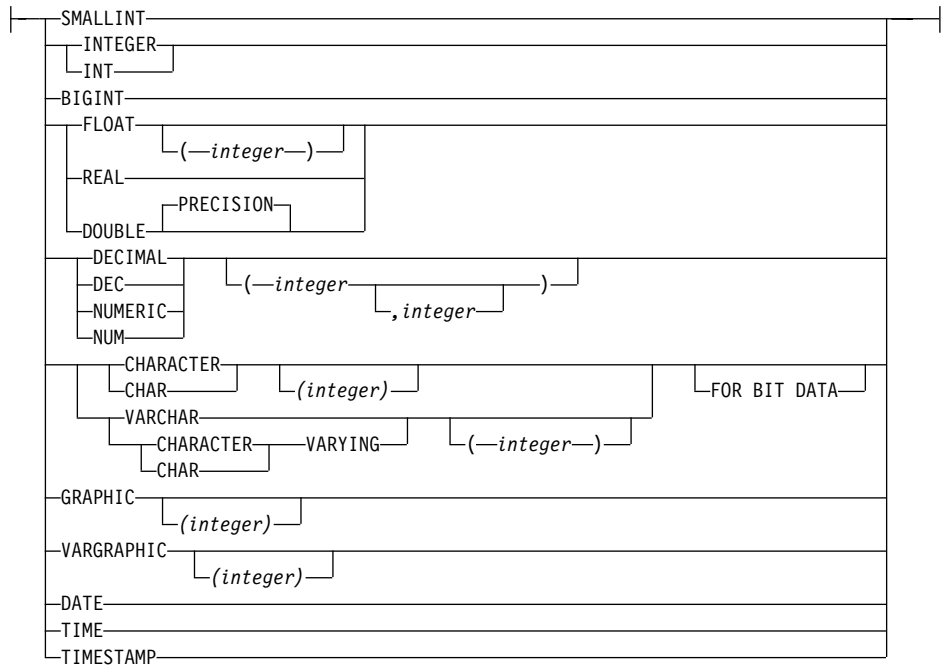 SMALLINT
INTEGER
INT
BIGINT
FLOAT
(integer)
REAL
PRECISION
DOUBLE
DECIMAL
DEC
(integer)
NUMERIC
,integer
NUM
CHARACTER
CHAR
(integer)
FOR BIT DATA
VARCHAR
CHARACTER VARYING
(integer)
CHAR
GRAPHIC
(integer)
VARGRAPHIC
(integer)
DATE
TIME
TIMESTAMP